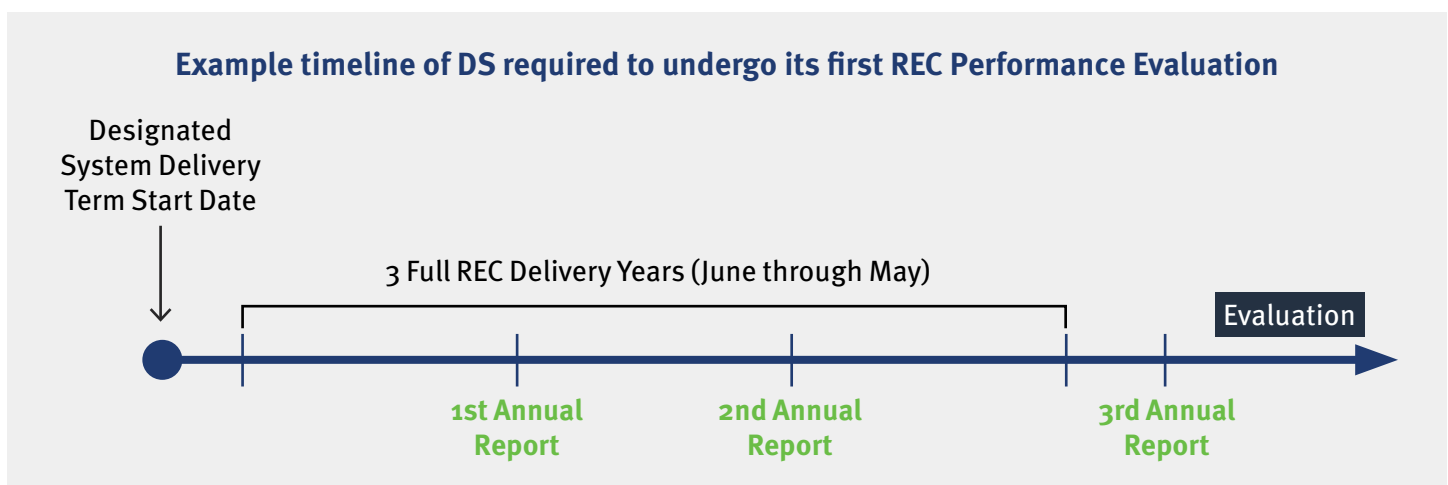 Example timeline of DS required to undergo its first REC Performance Evaluation
Designated
System Delivery
Term Start Date
3 Full REC Delivery Years (June through May)
Evaluation
1st Annual
Report
2nd Annual
Report
3rd Annual
Report